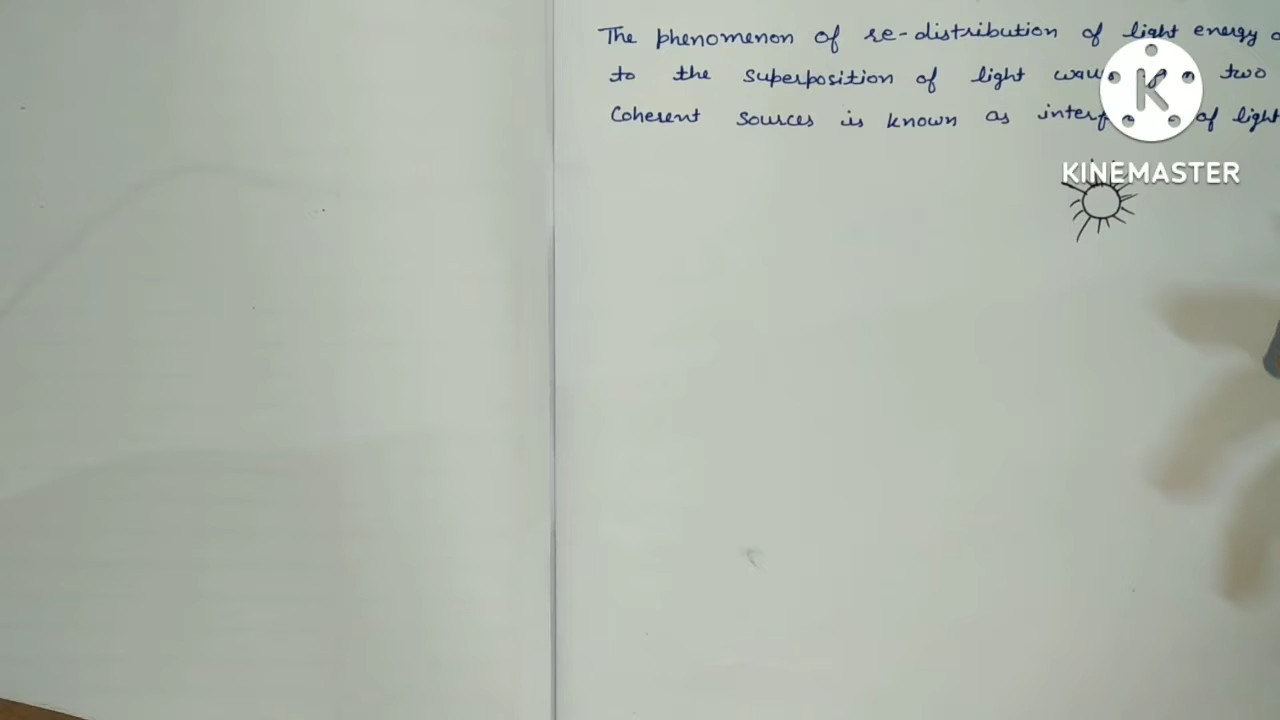 The phenomenon of re-distribution of light energy
to the superposition of light two
Coherent sources is known as of light
K
KINEMASTER